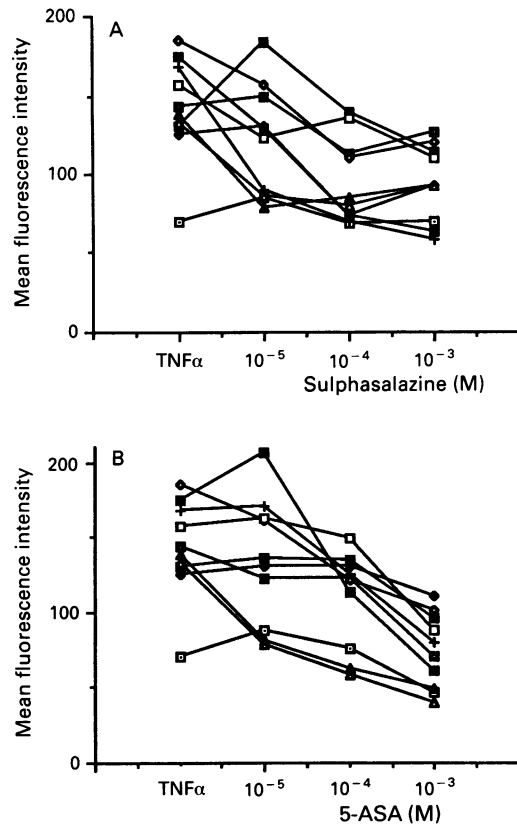 A
200
100
0
Mean fluorescence intensity
TNFα 10⁻⁵ 10⁻⁴ 10⁻³
Sulphasalazine (M)
B
200
100
0
Mean fluorescence intensity
TNFα 10⁻⁵ 10⁻⁴ 10⁻³
5-ASA (M)